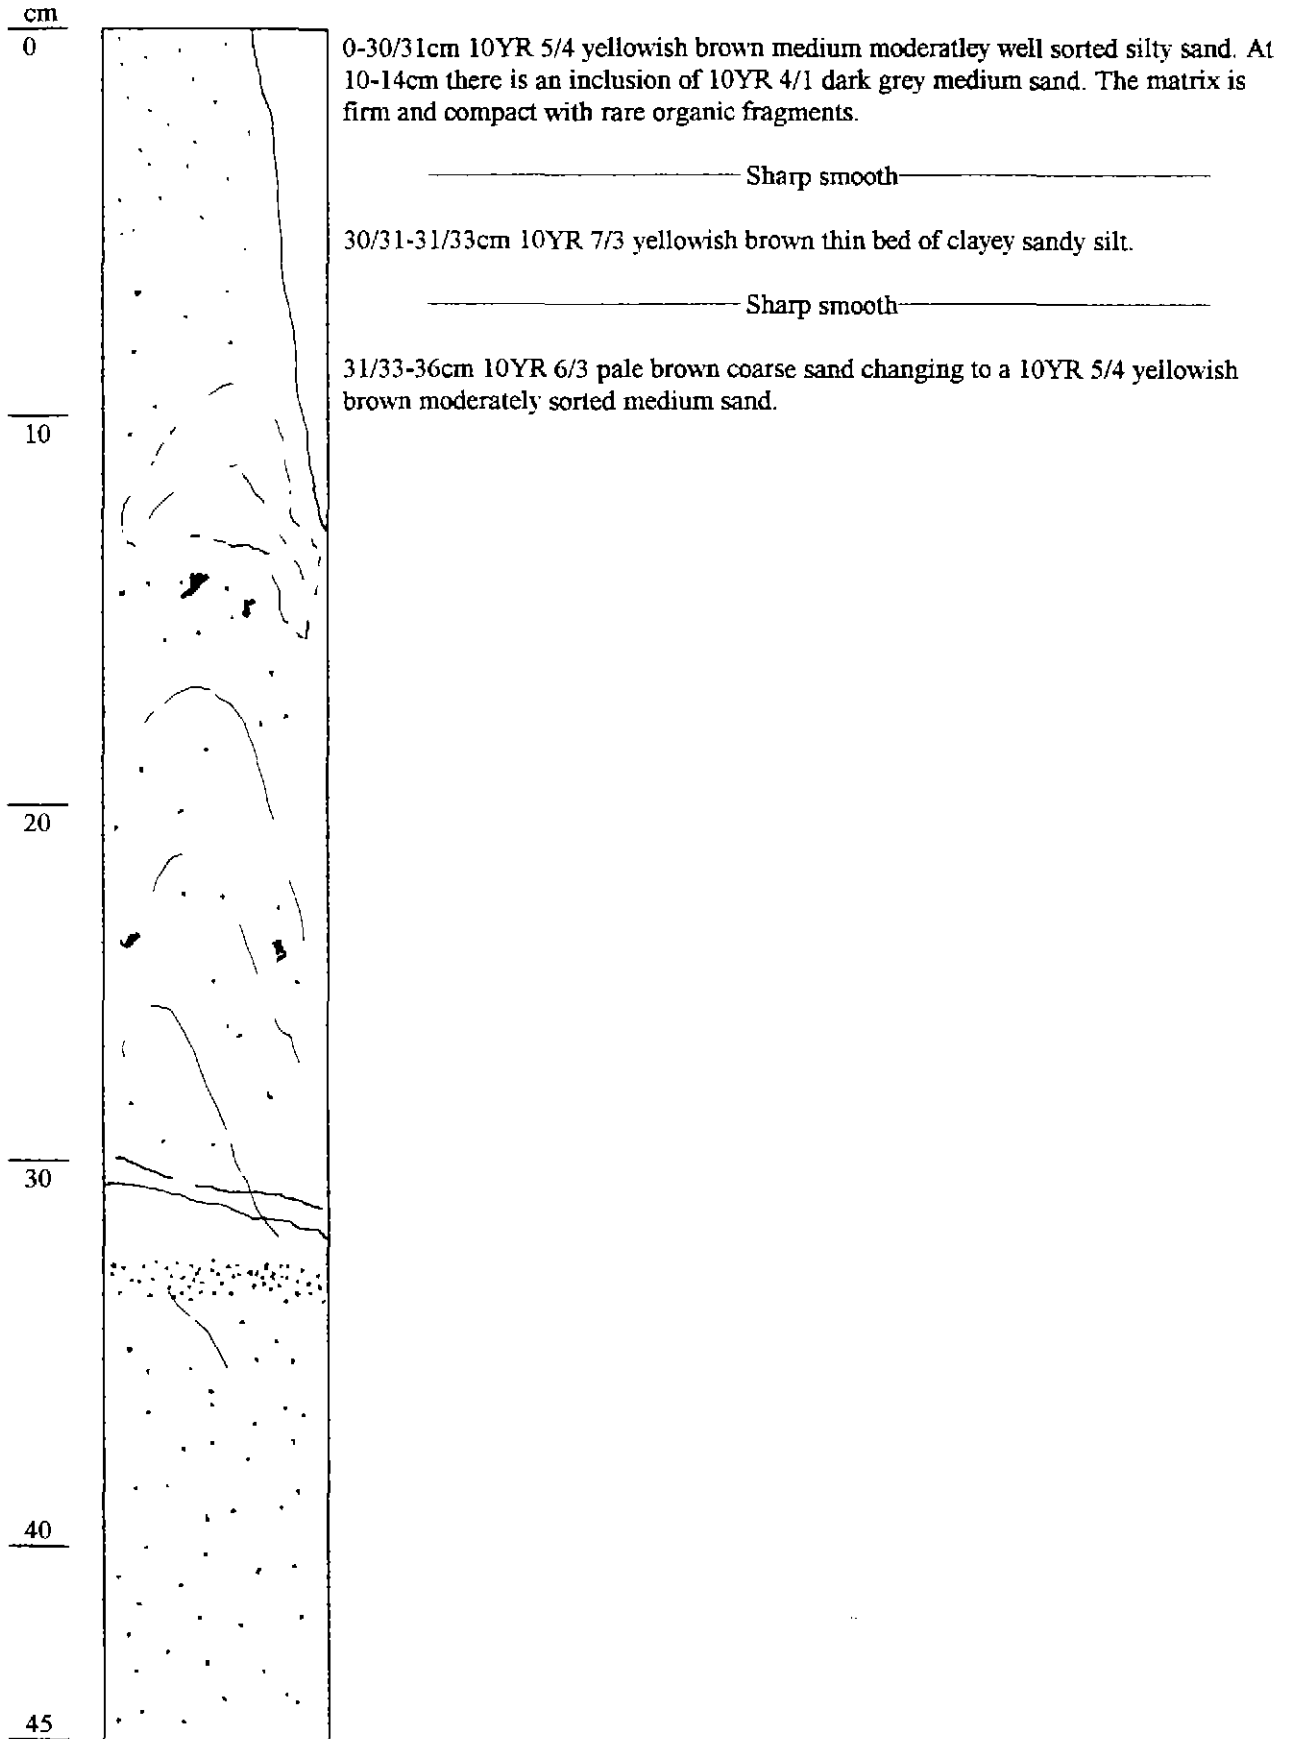 cm
0
0-30/31cm 10YR 5/4 yellowish brown medium moderatley well sorted silty sand. At
10-14cm there is an inclusion of 10YR 4/1 dark grey medium sand. The matrix is
firm and compact with rare organic fragments.
Sharp smooth
30/31-31/33cm 10YR 7/3 yellowish brown thin bed of clayey sandy silt.
Sharp smooth
31/33-36cm 10YR 6/3 pale brown coarse sand changing to a 10YR 5/4 yellowish
brown moderately sorted medium sand.
10
20
30
40
45